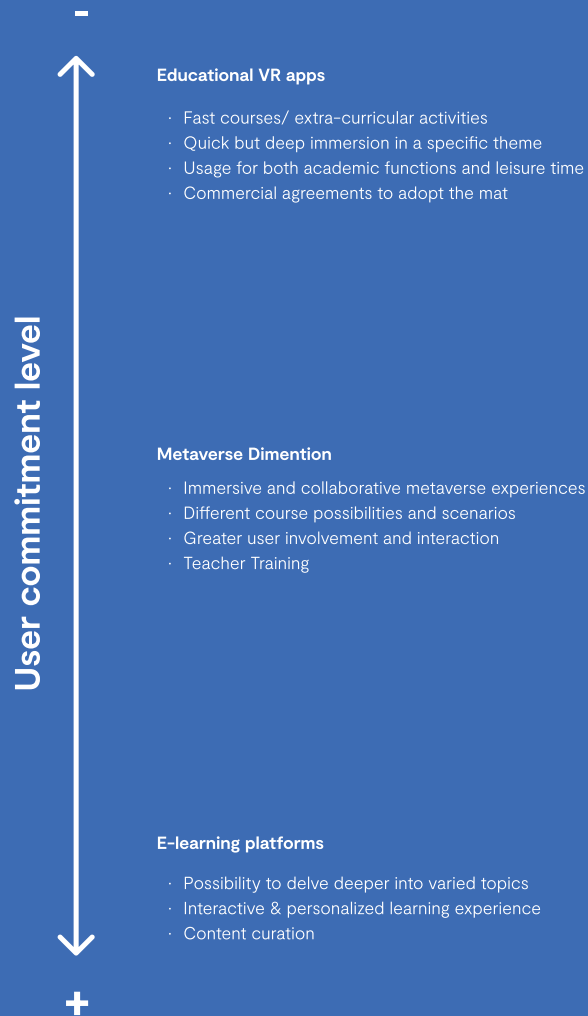 -
Educational VR apps
· Fast courses/ extra-curricular activities
· Quick but deep immersion in a specific theme
· Usage for both academic functions and leisure time
· Commercial agreements to adopt the mat
User commitment level
Metaverse Dimention
· Immersive and collaborative metaverse experiences
· Different course possibilities and scenarios
· Greater user involvement and interaction
· Teacher Training
E-learning platforms
· Possibility to delve deeper into varied topics
· Interactive & personalized learning experience
· Content curation
+